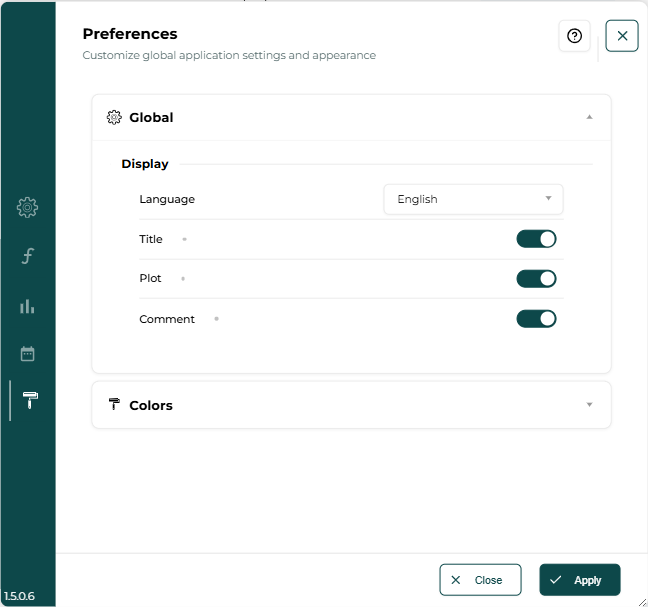 Preferences
Customize global application settings and appearance
Global
Display
Language
English
Title
Plot
Comment
Colors
Close
Apply
1.5.0.6